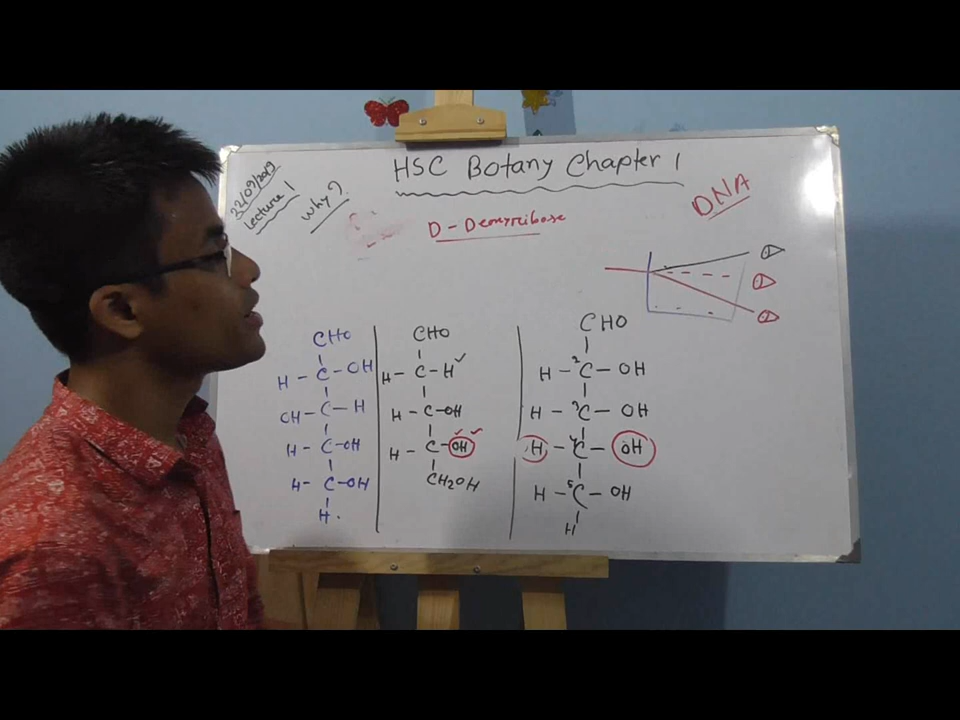 HSC Botany Chapter 1
22/09/2019
Lecture 1
Why?
D - Deoxyribose
DNA
CHO
H - C - OH
OH - C - H
H - C - OH
H - C - OH
H
CHO
H - C - H
H - C - OH
H - C - OH
CH2OH
CHO
H - 2C - OH
H - 3C - OH
H - 4C - OH
H - 5C - OH
H